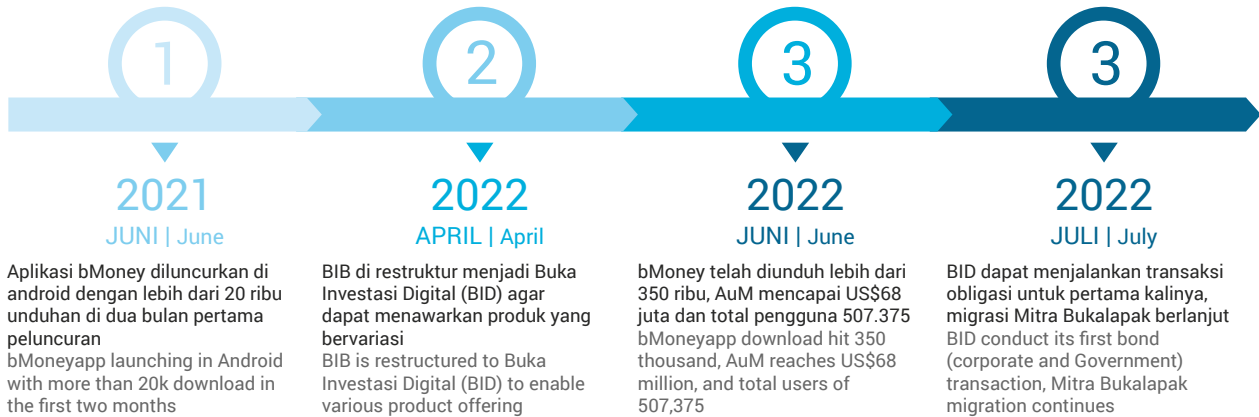 1
2021
JUNI | June
Aplikasi bMoney diluncurkan di
android dengan lebih dari 20 ribu
unduhan di dua bulan pertama
peluncuran
bMoneyapp launching in Android
with more than 20k download in
the first two months
2
2022
APRIL | April
BIB di restruktur menjadi Buka
Investasi Digital (BID) agar
dapat menawarkan produk yang
bervariasi
BIB is restructured to Buka
Investasi Digital (BID) to enable
various product offering
3
2022
JUNI | June
bMoney telah diunduh lebih dari
350 ribu, AuM mencapai US$68
juta dan total pengguna 507.375
bMoneyapp download hit 350
thousand, AuM reaches US$68
million, and total users of
507,375
3
2022
JULI | July
BID dapat menjalankan transaksi
obligasi untuk pertama kalinya,
migrasi Mitra Bukalapak berlanjut
BID conduct its first bond
(corporate and Government)
transaction, Mitra Bukalapak
migration continues